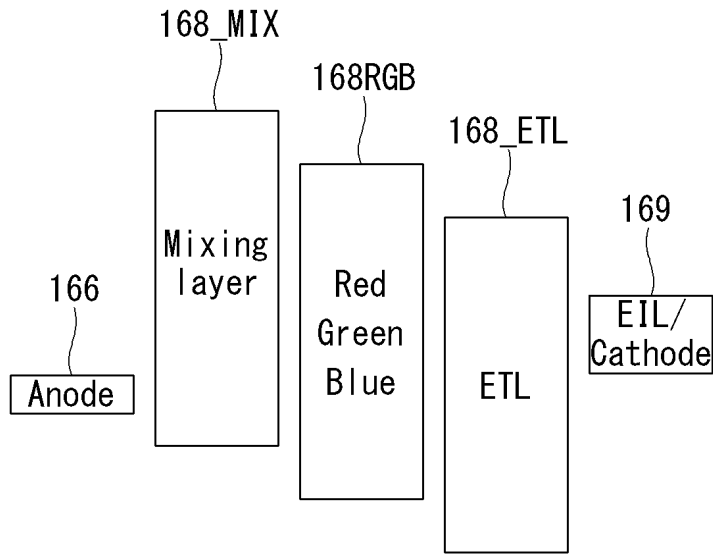 168_MIX
168RGB
168_ETL
169
166
Mixing
layer
Red
Green
Blue
ETL
EIL/
Cathode
Anode